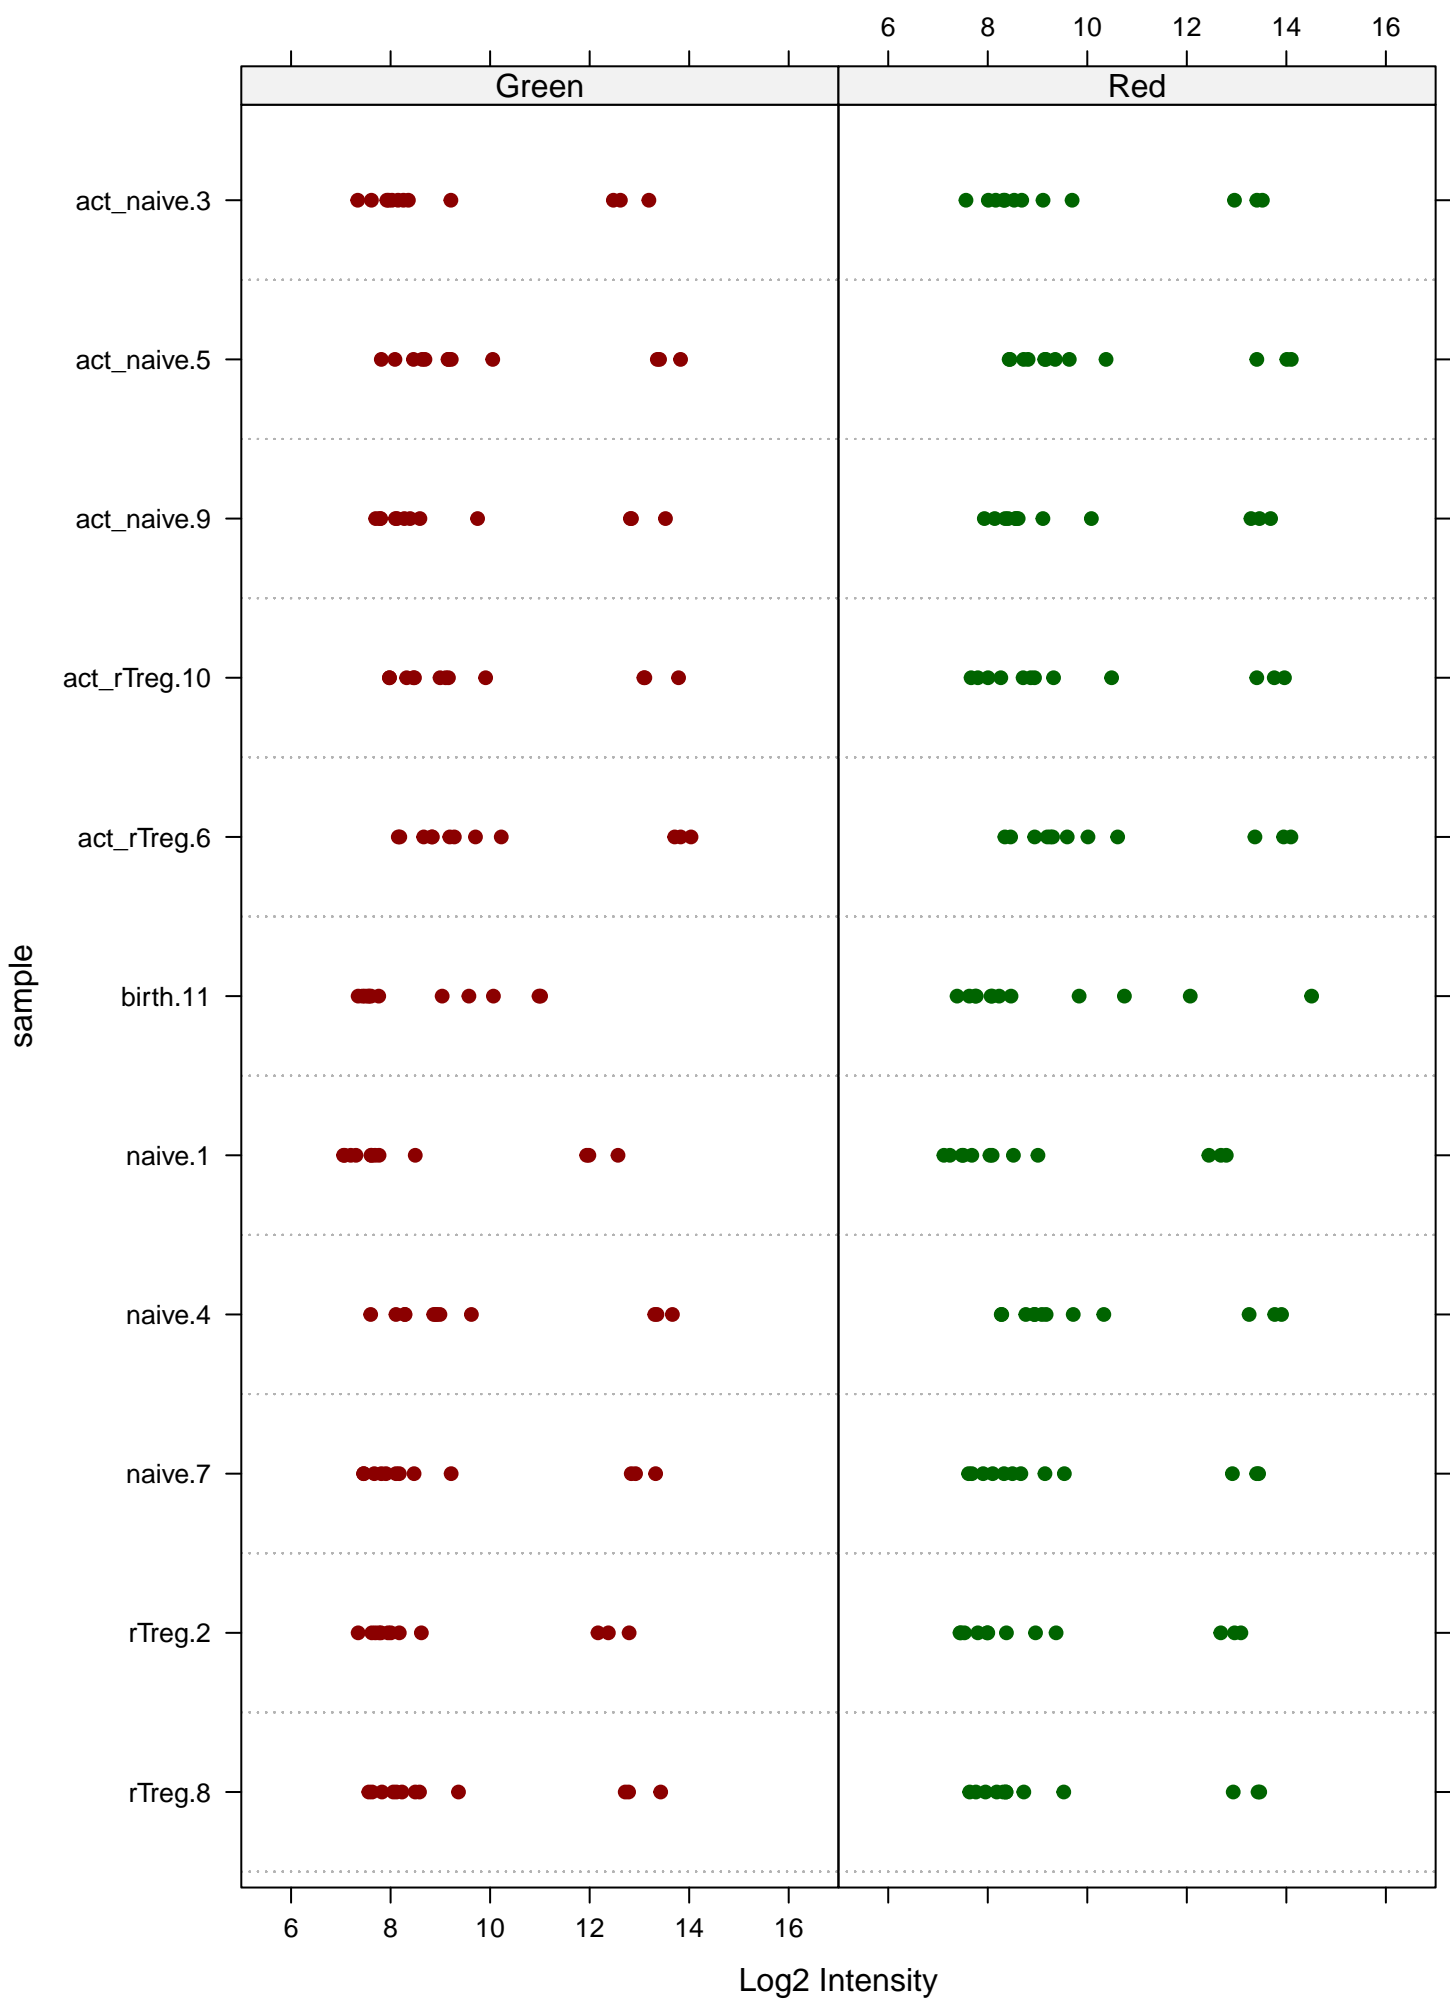 6 8 10 12 14 16
Green Red
act_naive.3
act_naive.5
act_naive.9
act_rTreg.10
act_rTreg.6
birth.11
naive.1
naive.4
naive.7
rTreg.2
rTreg.8
sample
6 8 10 12 14 16
Log2 Intensity